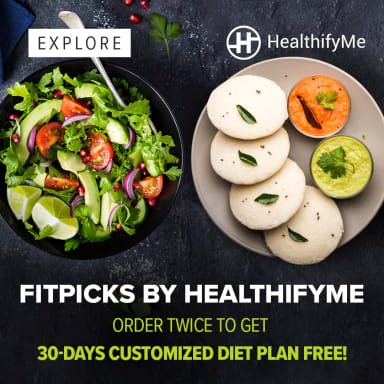 EXPLORE
HealthifyMe
FITPICKS BY HEALTHIFYME
ORDER TWICE TO GET
30-DAYS CUSTOMIZED DIET PLAN FREE!